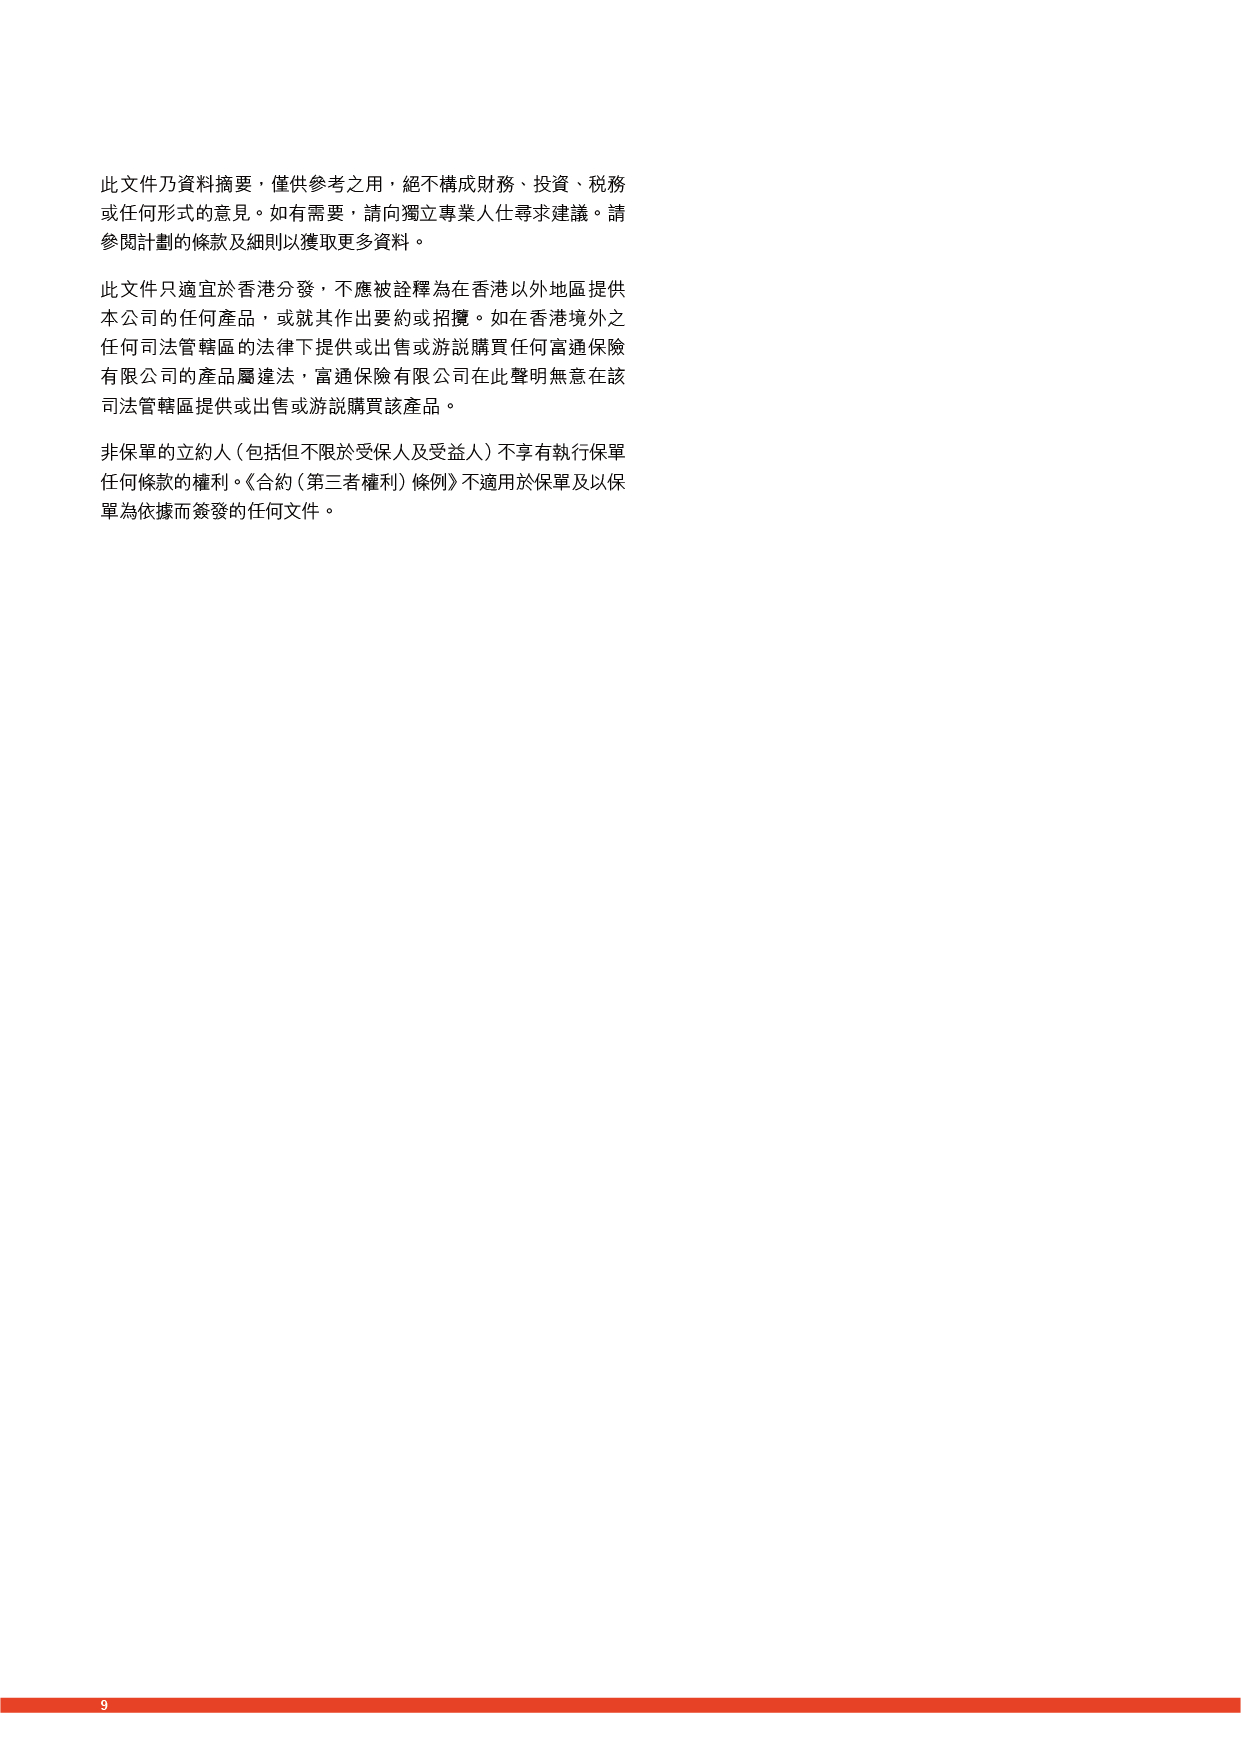 此文件乃資料摘要，僅供參考之用，絕不構成財務、投資、税務
或任何形式的意見。如有需要，請向獨立專業人仕尋求建議。請
參閱計劃的條款及細則以獲取更多資料。
此文件只適宜於香港分發，不應被詮釋為在香港以外地區提供
本公司的任何產品，或就其作出要約或招攬。如在香港境外之
任何司法管轄區的法律下提供或出售或游説購買任何富通保險
有限公司的產品屬違法，富通保險有限公司在此聲明無意在該
司法管轄區提供或出售或游説購買該產品。
非保單的立約人（包括但不限於受保人及受益人）不享有執行保單
任何條款的權利。《合約（第三者權利）條例》不適用於保單及以保
單為依據而簽發的任何文件。
9